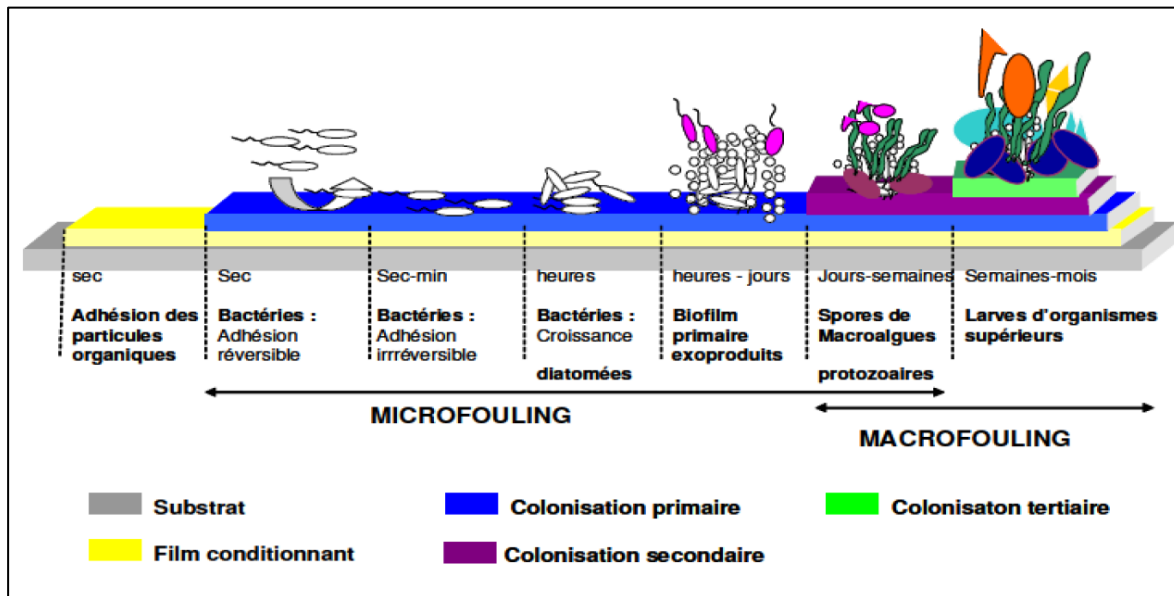 sec
Adhésion des
particules
organiques
Sec
Bactéries :
Adhésion
réversible
Sec-min
Bactéries :
Adhésion
irrréversible
heures
Bactéries :
Croissance
diatomées
heures - jours
Biofilm
primaire
exoproduits
Jours-semaines
Spores de
Macroalgues
protozoaires
Semaines-mois
Larves d'organismes
supérieurs
MICROFOULING
MACROFOULING
Substrat
Colonisation primaire
Colonisaton tertiaire
Film conditionnant
Colonisation secondaire